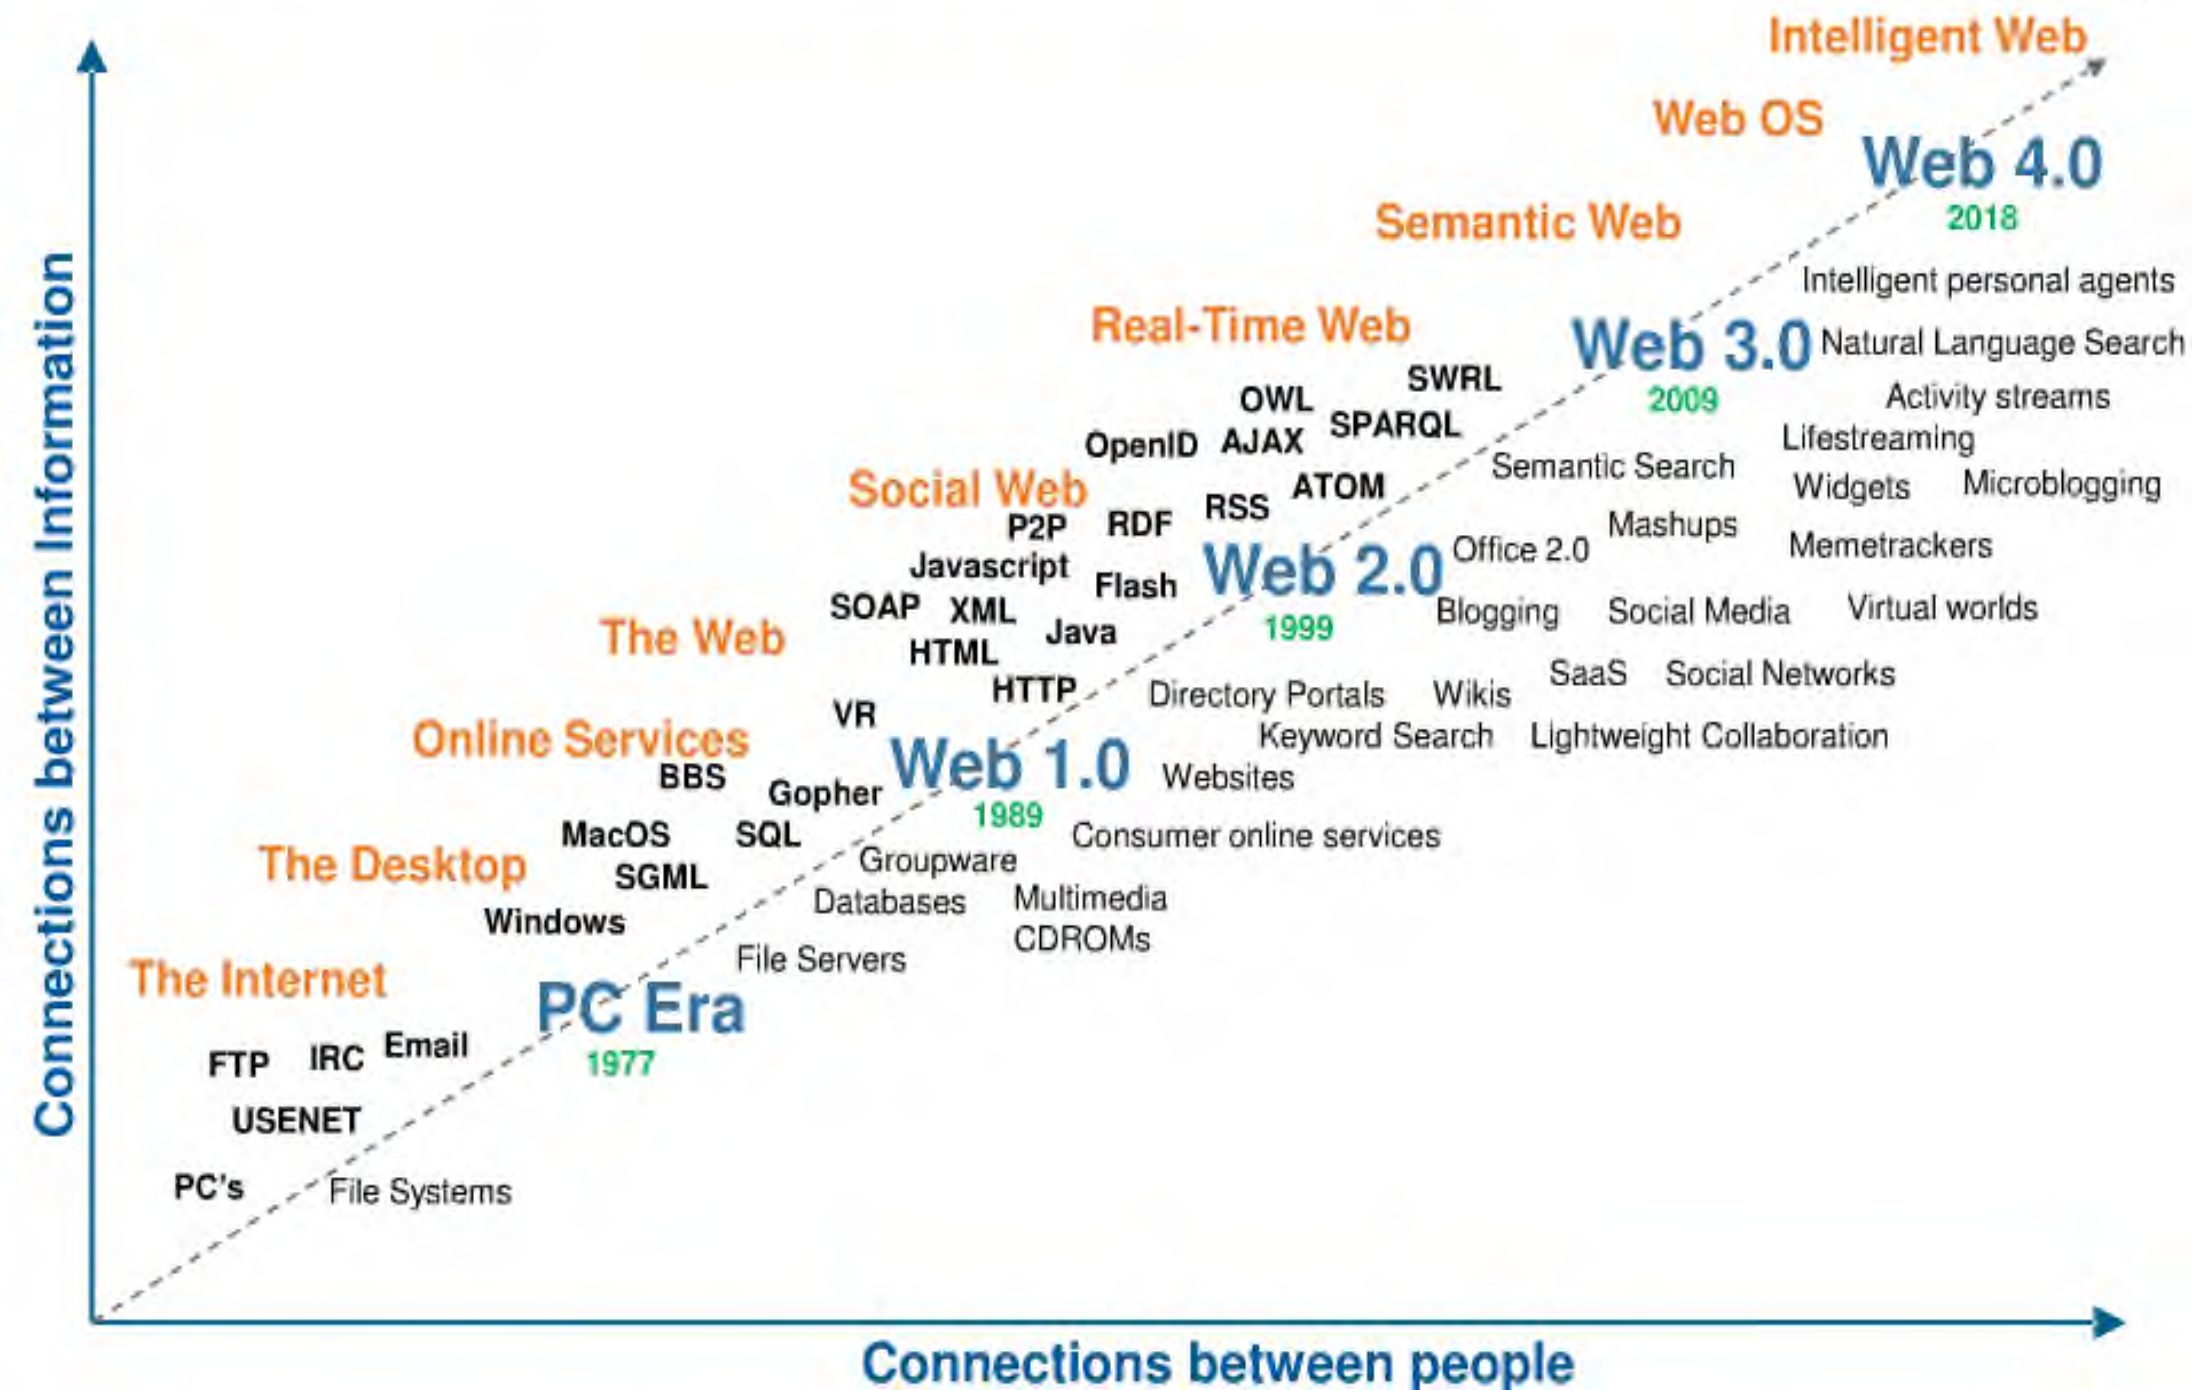 Intelligent Web
Web OS
Web 4.0
2018
Semantic Web
Intelligent personal agents
Real-Time Web
Web 3.0
Natural Language Search
SWRL
OWL
2009
Activity streams
SPARQL
OpenID
AJAX
Lifestreaming
Semantic Search
Social Web
ATOM
Widgets
Microblogging
P2P
RDF
RSS
Mashups
Office 2.0
Memetrackers
Javascript
Flash
Web 2.0
SOAP
XML
1999
Blogging
Social Media
Virtual worlds
The Web
Java
HTML
HTTP
SaaS
Social Networks
Directory Portals
Wikis
VR
Online Services
Keyword Search
Lightweight Collaboration
BBS
Gopher
Web 1.0
Websites
1989
MacOS
SQL
Consumer online services
The Desktop
SGML
Groupware
Databases
Multimedia
CDROMs
Windows
File Servers
The Internet
PC Era
1977
FTP
IRC
Email
USENET
PC's
File Systems
Connections between Information
Connections between people